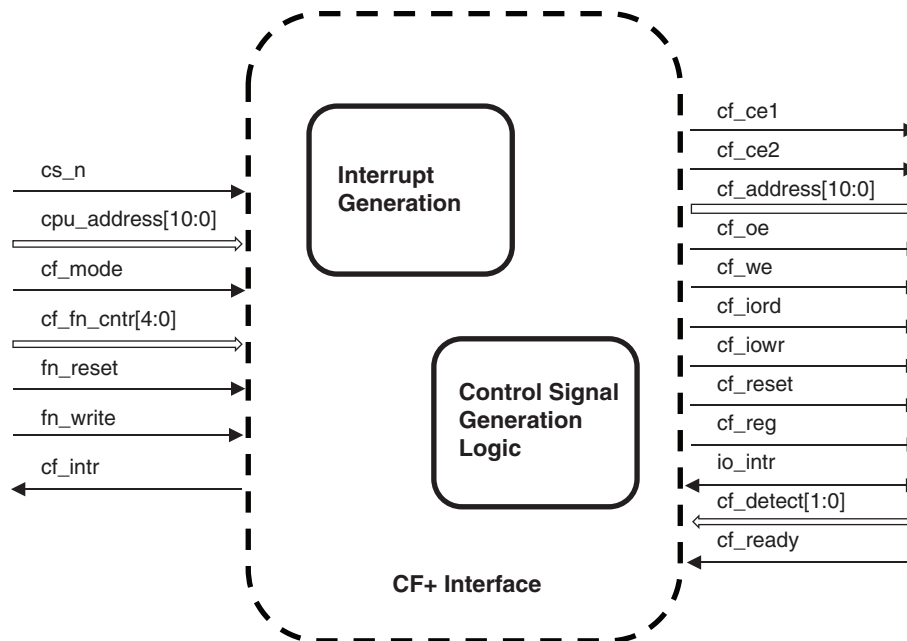 cs_n
cpu_address[10:0]
cf_mode
cf_fn_cntr[4:0]
fn_reset
fn_write
cf_intr
Interrupt
Generation
Control Signal
Generation
Logic
CF+ Interface
cf_ce1
cf_ce2
cf_address[10:0]
cf_oe
cf_we
cf_iord
cf_iowr
cf_reset
cf_reg
io_intr
cf_detect[1:0]
cf_ready